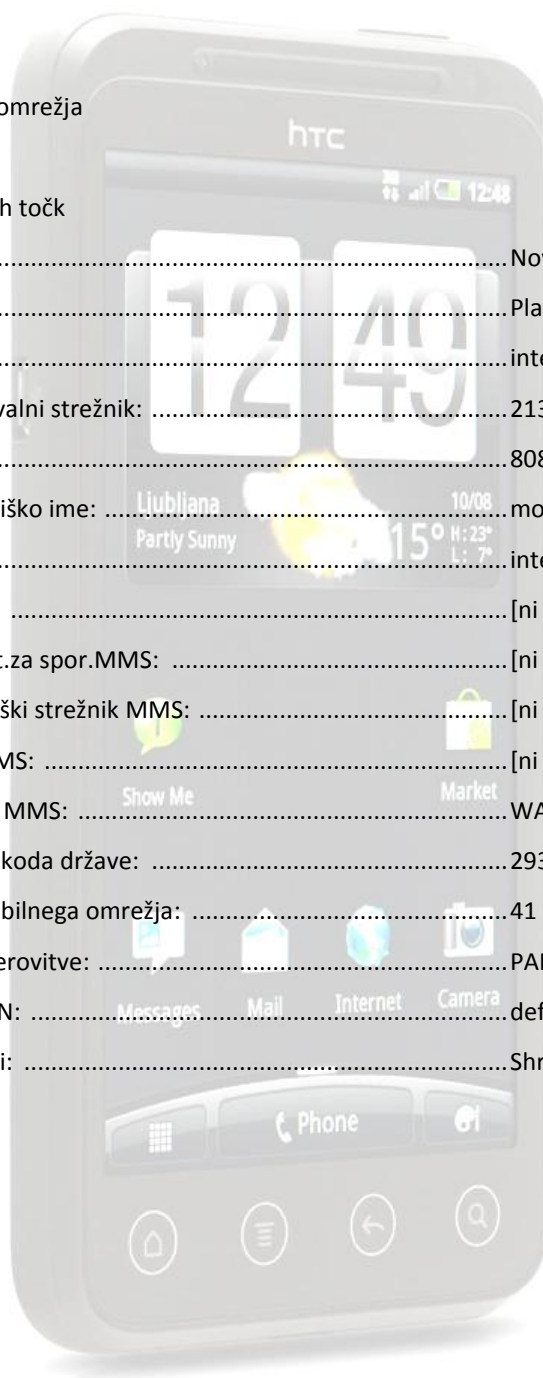 omrežja
htc
12:48
h točk
.......... Nov
.......... Pla
12 49
.......... inte
valni strežnik: .......... 213
.......... 808
iško ime: .......... mo
Ljubljana 10/08
Partly Sunny 15° H: 23°
L: 7°
.......... inte
.......... [ni
t.za spor.MMS: .......... [ni
ški strežnik MMS: .......... [ni
MS: .......... [ni
Show Me Market
MMS: .......... WA
koda države: .......... 293
bilnega omrežja: .......... 41
erovitve: .......... PAP
Messages Mail Internet Camera
N: .......... def
i: .......... Shr
Phone